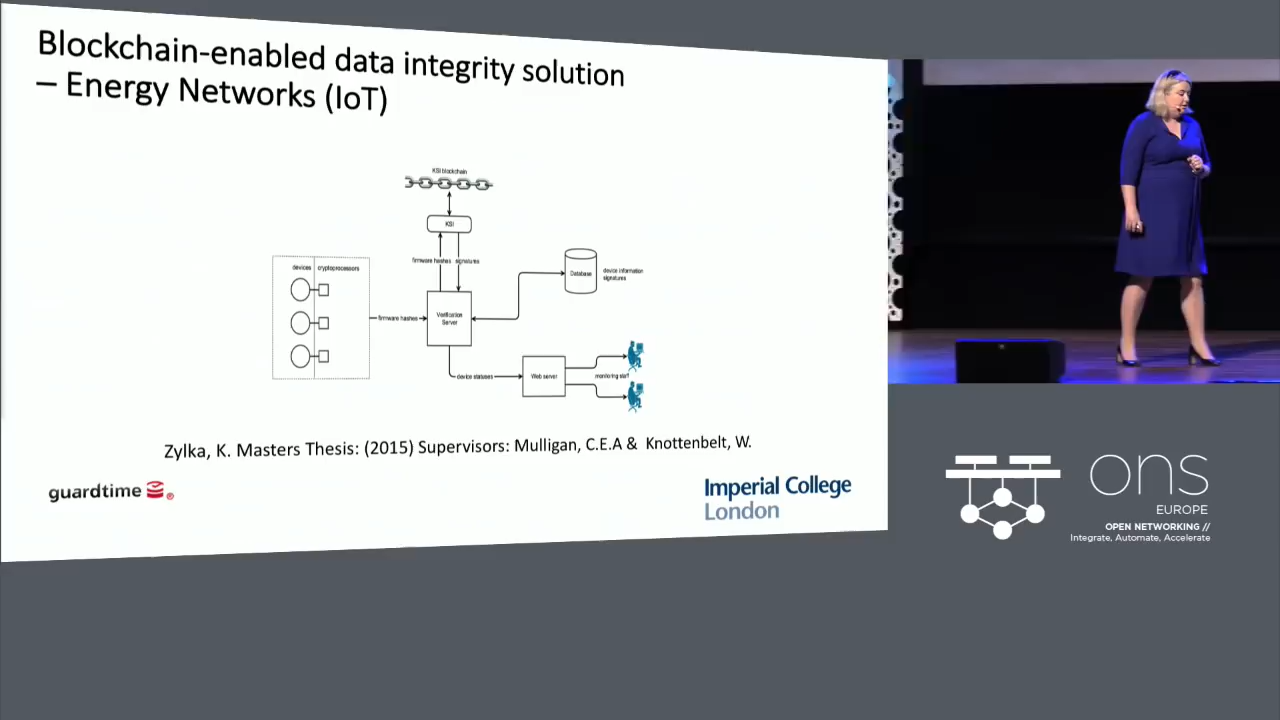 Blockchain-enabled data integrity solution
– Energy Networks (IoT)
KSI blockchain
KSI
firmware hashes signatures
devices cryptoprocessors
firmware hashes
Verification
Server
Database
device information
signatures
device statuses
Web server
monitoring staff
Zylka, K. Masters Thesis: (2015) Supervisors: Mulligan, C.E.A & Knottenbelt, W.
guardtime ®
Imperial College
London
ons
EUROPE
OPEN NETWORKING //
Integrate, Automate, Accelerate